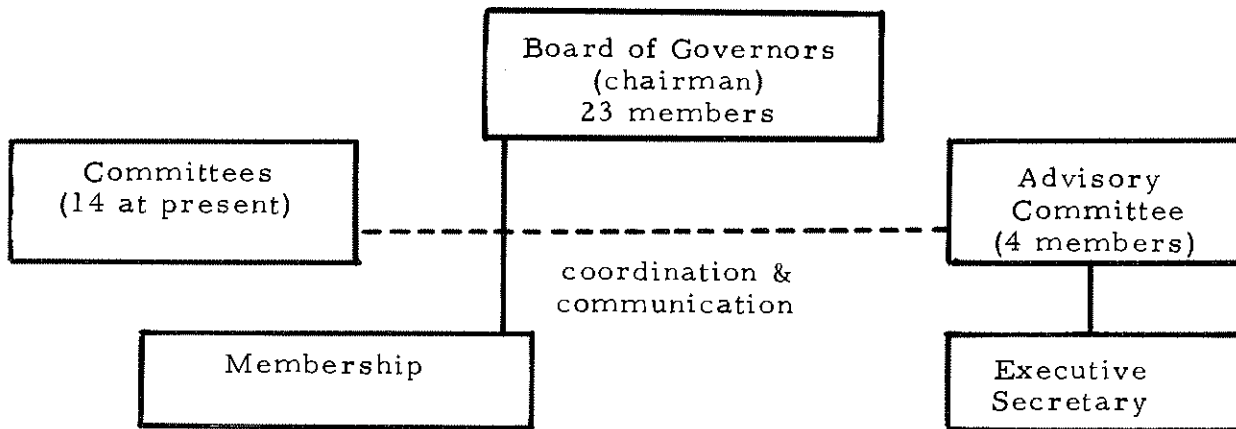 Board of Governors
(chairman)
23 members
Committees
(14 at present)
Advisory
Committee
(4 members)
coordination &
communication
Membership
Executive
Secretary